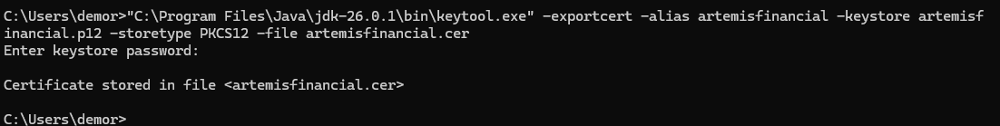 C:\Users\demor>"C:\Program Files\Java\jdk-26.0.1\bin\keytool.exe" -exportcert -alias artemisfinancial -keystore artemisf
inancial.p12 -storetype PKCS12 -file artemisfinancial.cer
Enter keystore password:
Certificate stored in file <artemisfinancial.cer>
C:\Users\demor>